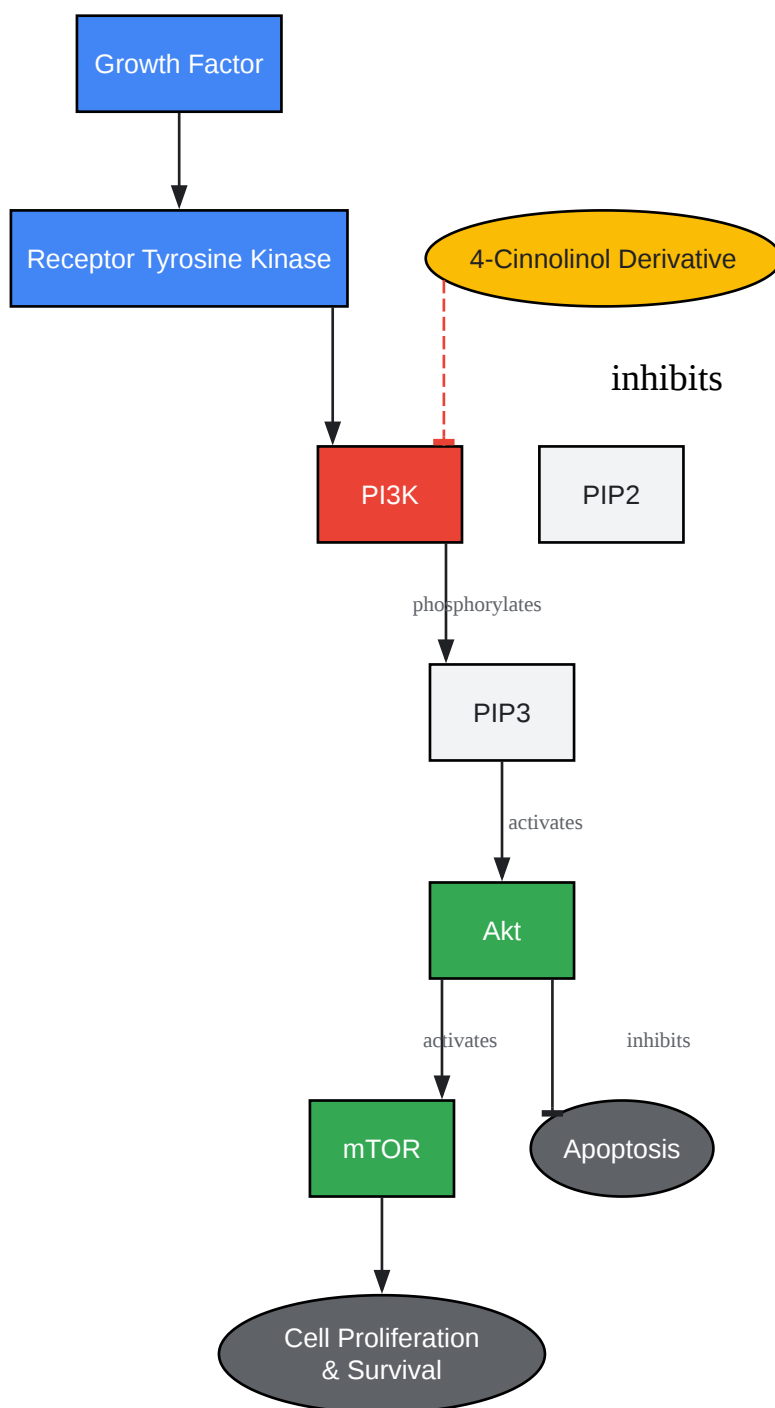 Growth Factor
Receptor Tyrosine Kinase
4-Cinnolinol Derivative
inhibits
PI3K
PIP2
phosphorylates
PIP3
activates
Akt
activates
inhibits
mTOR
Apoptosis
Cell Proliferation
& Survival